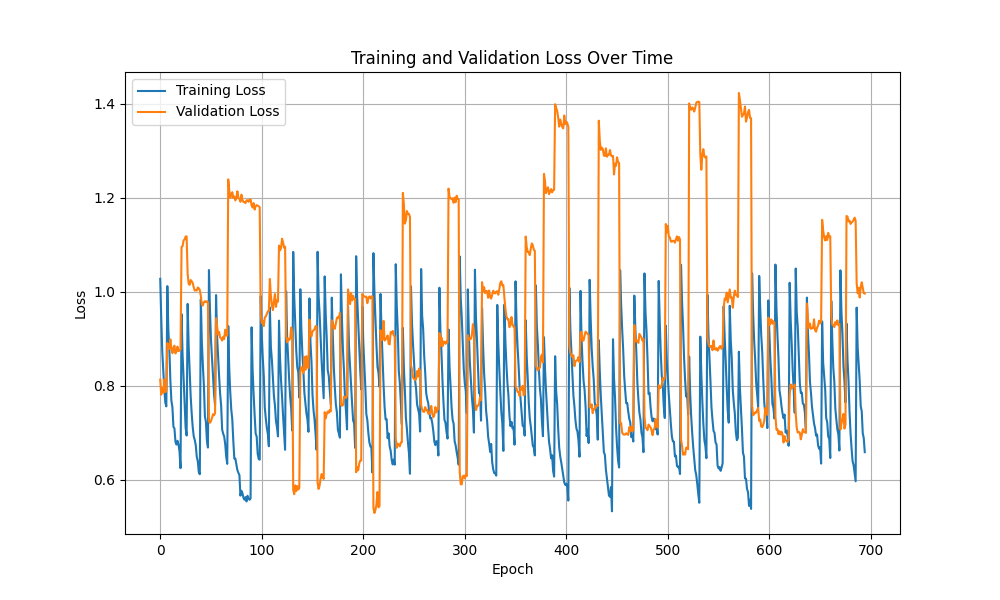 Training and Validation Loss Over Time
Training Loss
Validation Loss
1.4
1.2
1.0
0.8
0.6
Loss
0 100 200 300 400 500 600 700
Epoch